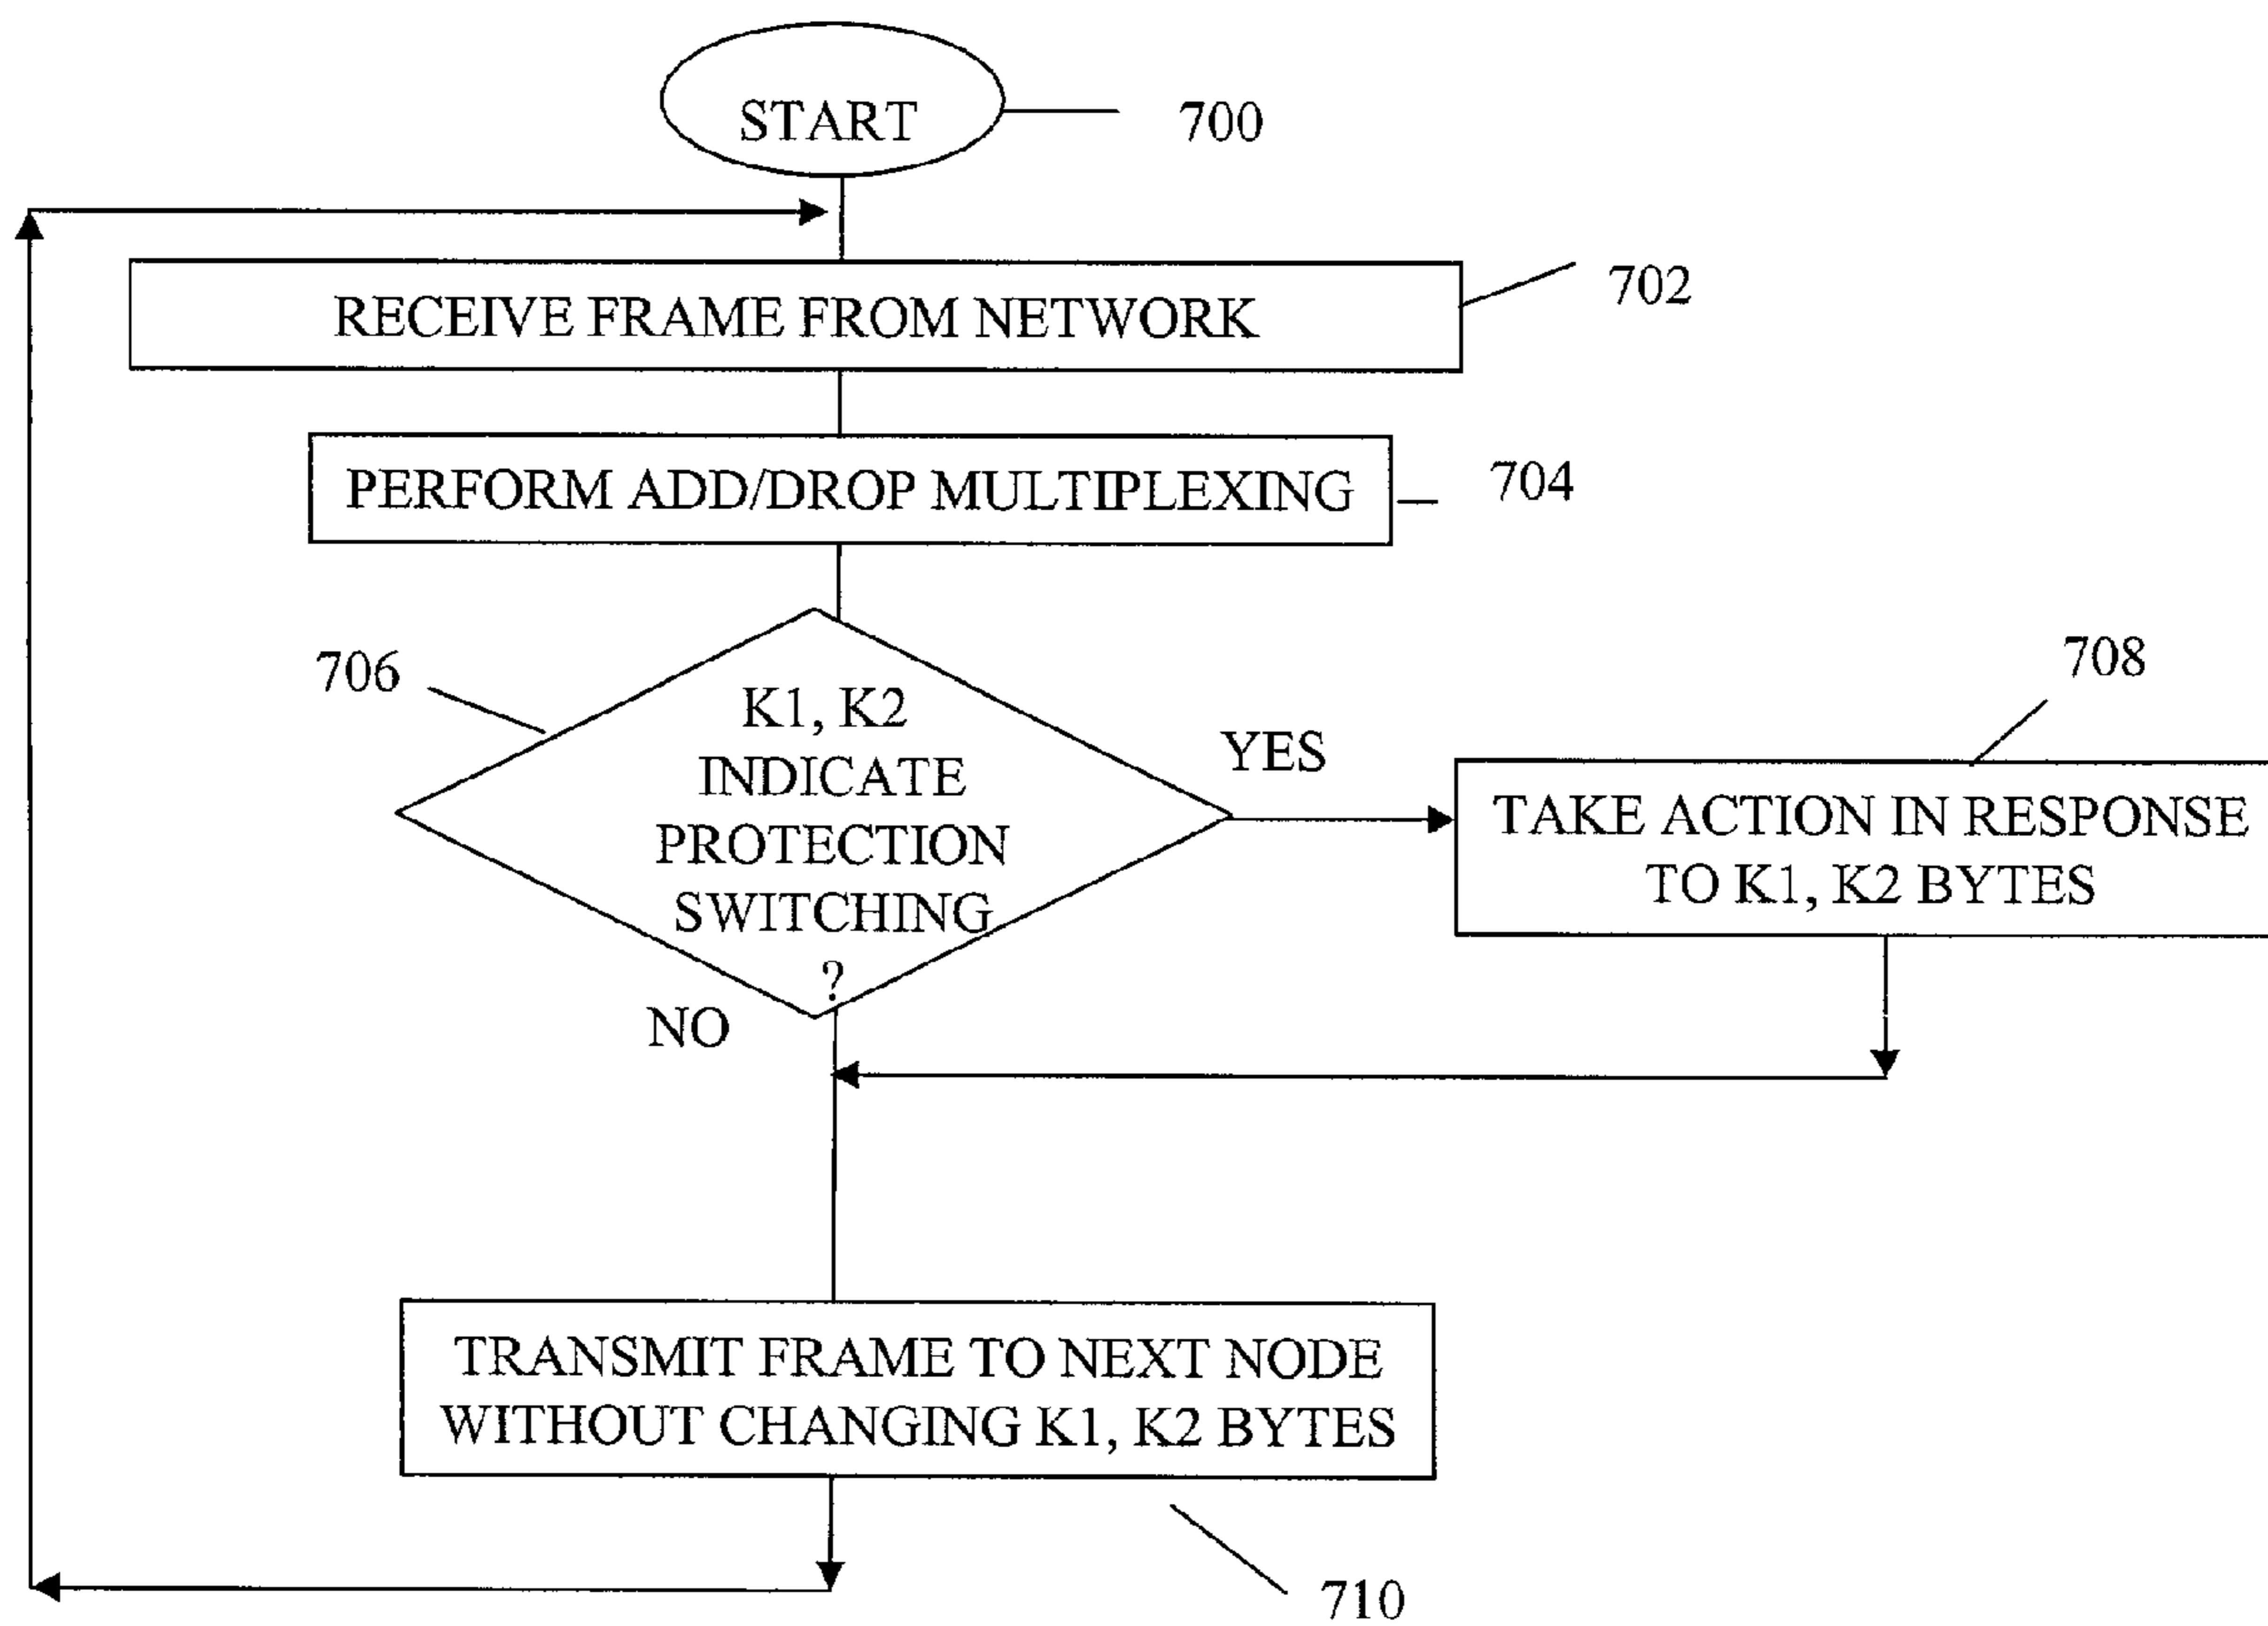 START
700
RECEIVE FRAME FROM NETWORK
702
PERFORM ADD/DROP MULTIPLEXING
704
706
K1, K2
INDICATE
PROTECTION
SWITCHING
?
YES
NO
708
TAKE ACTION IN RESPONSE
TO K1, K2 BYTES
TRANSMIT FRAME TO NEXT NODE
WITHOUT CHANGING K1, K2 BYTES
710